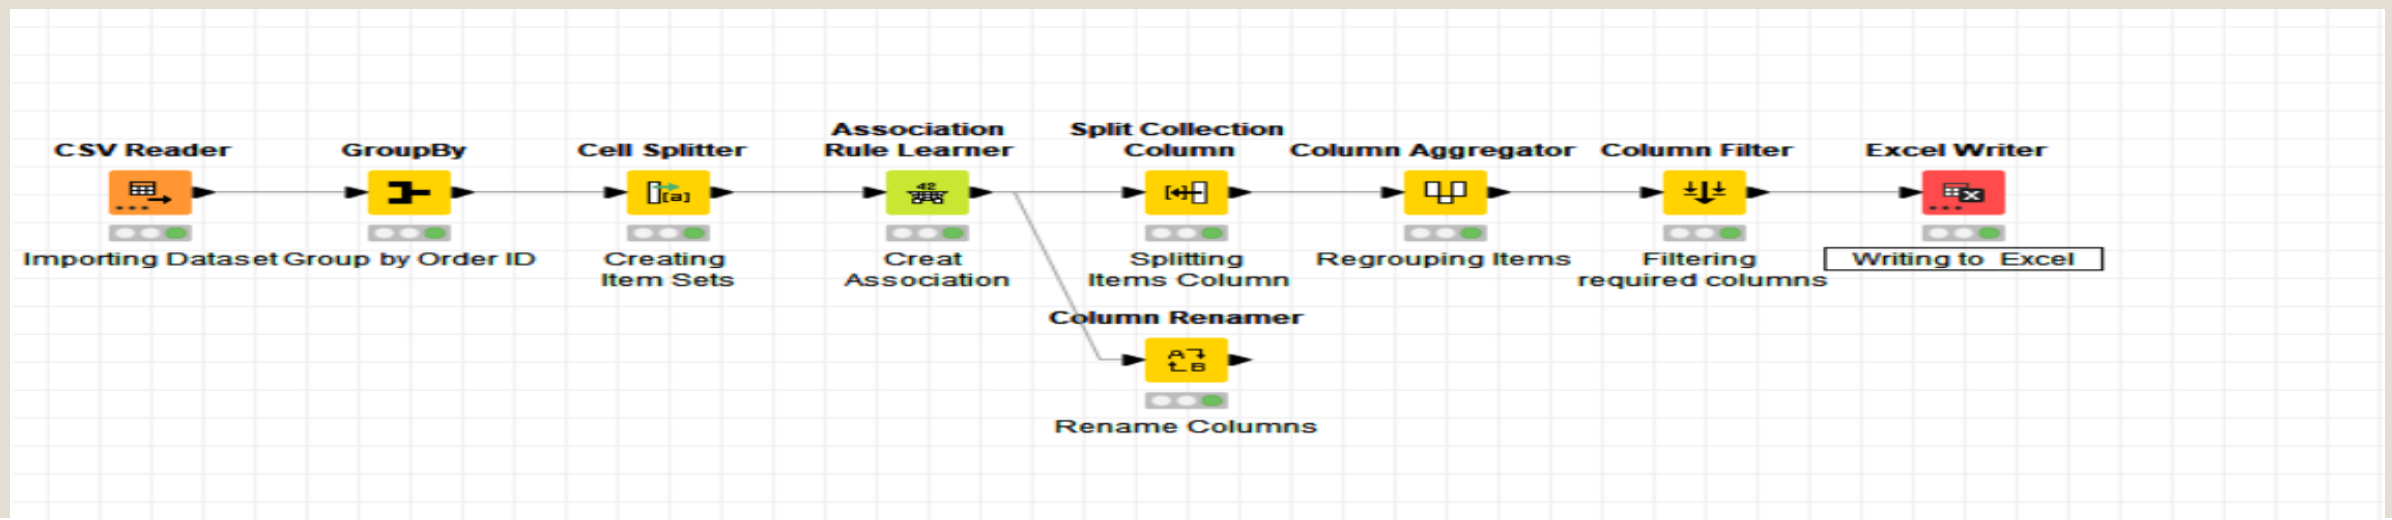 CSV Reader
Importing Dataset
GroupBy
Group by Order ID
Cell Splitter
Creating
Item Sets
Association
Rule Learner
42
Creat
Association
Split Collection
Column
Splitting
Items Column
Column Aggregator
Regrouping Items
Column Filter
Filtering
required columns
Excel Writer
Writing to  Excel
Column Renamer
A
B
Rename Columns
[a]